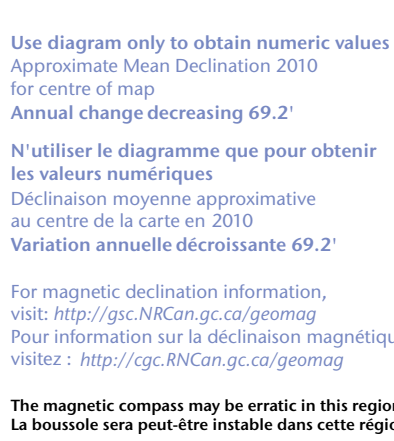 Use diagram only to obtain numeric values
Approximate Mean Declination 2010
for centre of map
Annual change decreasing 69.2'
N'utiliser le diagramme que pour obtenir
les valeurs numériques
Déclinaison moyenne approximative
au centre de la carte en 2010
Variation annuelle décroissante 69.2'
For magnetic declination information,
visit: http://gsc.NRCan.gc.ca/geomag
Pour information sur la déclinaison magnétiqu
visitez : http://cgc.RNCan.gc.ca/geomag
The magnetic compass may be erratic in this region
La boussole sera peut-être instable dans cette régio